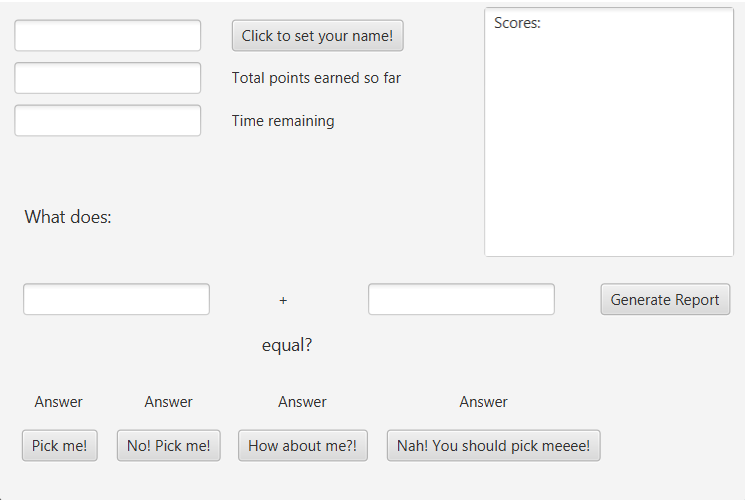 Click to set your name!
Scores:
Total points earned so far
Time remaining
What does:
+
Generate Report
equal?
Answer Answer Answer Answer
Pick me! No! Pick me! How about me?! Nah! You should pick meeee!